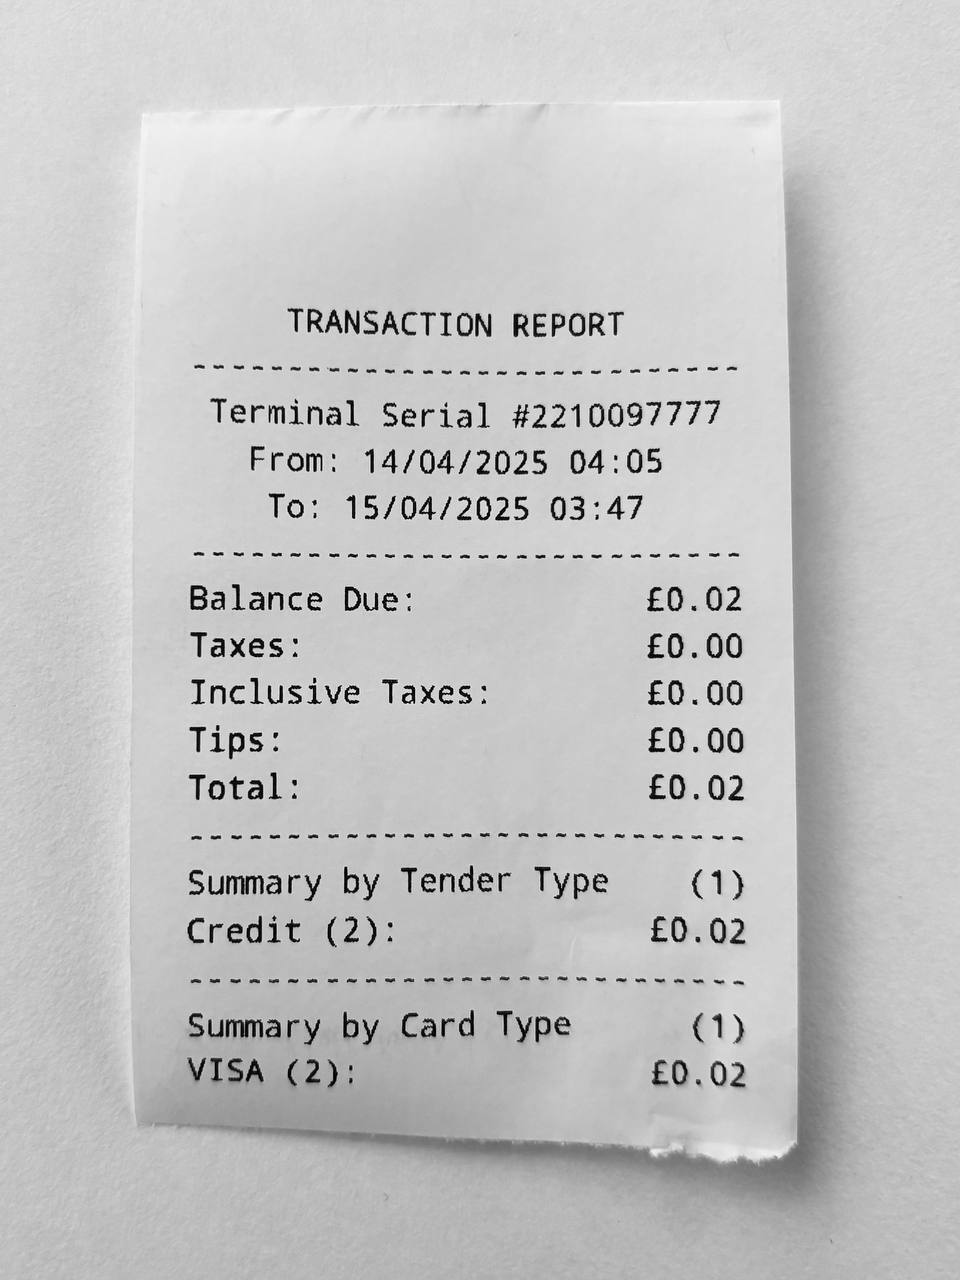 TRANSACTION REPORT
-----------------------------
Terminal Serial #2210097777
From: 14/04/2025 04:05
To: 15/04/2025 03:47
-----------------------------
Balance Due: £0.02
Taxes: £0.00
Inclusive Taxes: £0.00
Tips: £0.00
Total: £0.02
-----------------------------
Summary by Tender Type (1)
Credit (2): £0.02
-----------------------------
Summary by Card Type (1)
VISA (2): £0.02